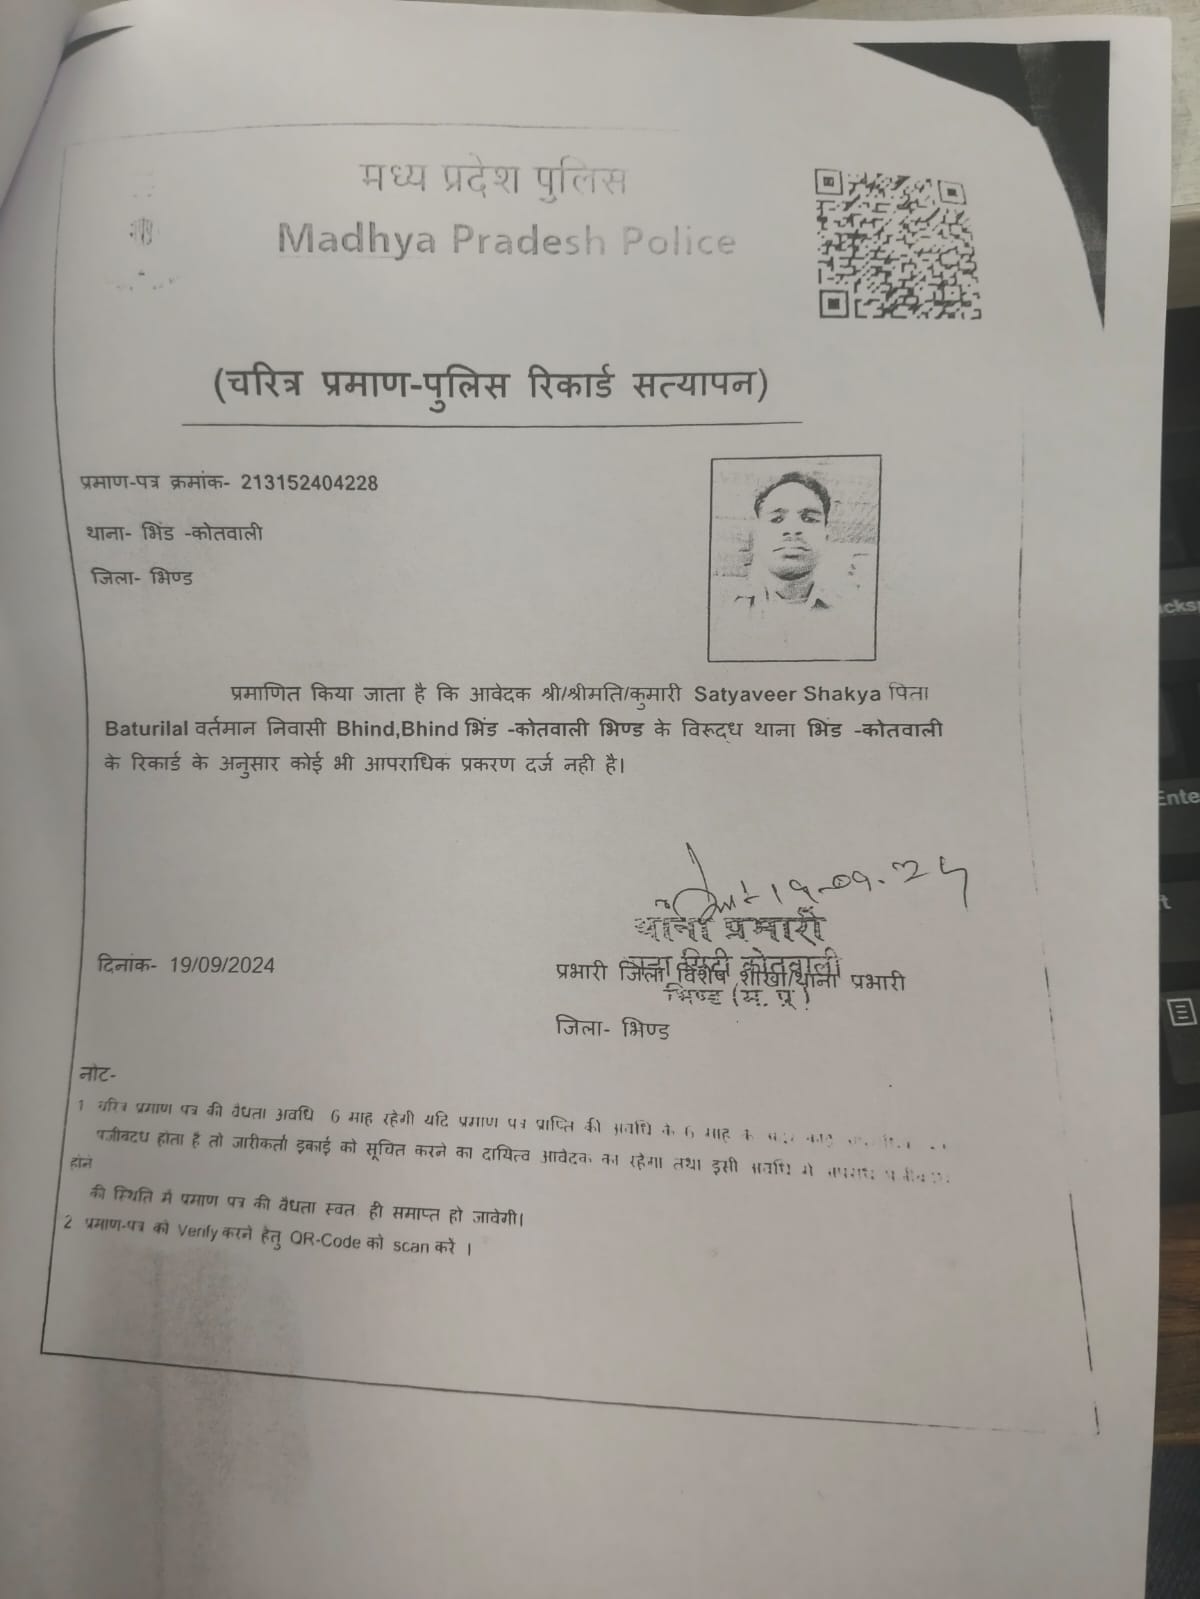 मध्य प्रदेश पुलिस
Madhya Pradesh Police
(चरित्र प्रमाण-पुलिस रिकार्ड सत्यापन)
प्रमाण-पत्र क्रमांक- 213152404228
थाना- भिंड -कोतवाली
जिला- भिण्ड
प्रमाणित किया जाता है कि आवेदक श्री/श्रीमति/कुमारी Satyaveer Shakya पिता
Baturilal वर्तमान निवासी Bhind,Bhind भिंड -कोतवाली भिण्ड के विरूद्ध थाना भिंड -कोतवाली
के रिकार्ड के अनुसार कोई भी आपराधिक प्रकरण दर्ज नही है।
19.09.24
थाना प्रभारी
सिटी कोतवाली
दिनांक- 19/09/2024
प्रभारी जिला विशेष शाखा/थाना प्रभारी
भिण्ड (म. प्र.)
जिला- भिण्ड
नोट-
1 चरित्र प्रमाण पत्र की वैधता अवधि 6 माह रहेगी यदि प्रमाण पत्र प्राप्ति की अवधि के 6 माह के
पंजीबदध होता है तो जारीकर्ता इकाई को सूचित करने का दायित्व आवेदक का रहेगा तथा इसी अवधि में अपराध
होने
की स्थिति में प्रमाण पत्र की वैधता स्वत ही समाप्त हो जावेगी।
2 प्रमाण-पत्र को Verify करने हेतु QR-Code को scan करें ।
cks
Ente
t